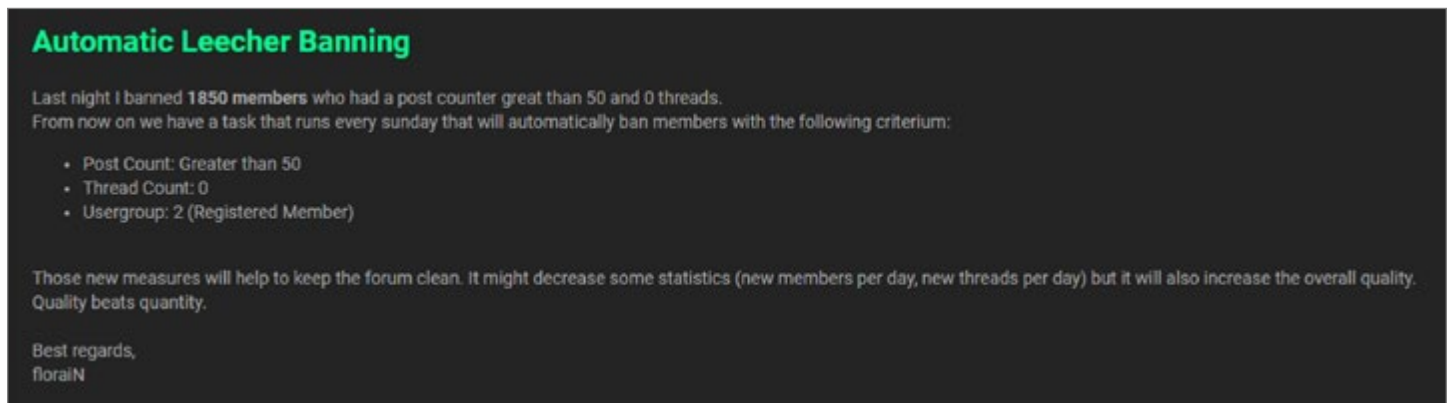 Automatic Leecher Banning
Last night I banned 1850 members who had a post counter great than 50 and 0 threads.
From now on we have a task that runs every sunday that will automatically ban members with the following criterium:
• Post Count: Greater than 50
• Thread Count: 0
• Usergroup: 2 (Registered Member)
Those new measures will help to keep the forum clean. It might decrease some statistics (new members per day, new threads per day) but it will also increase the overall quality.
Quality beats quantity.
Best regards,
floraiN